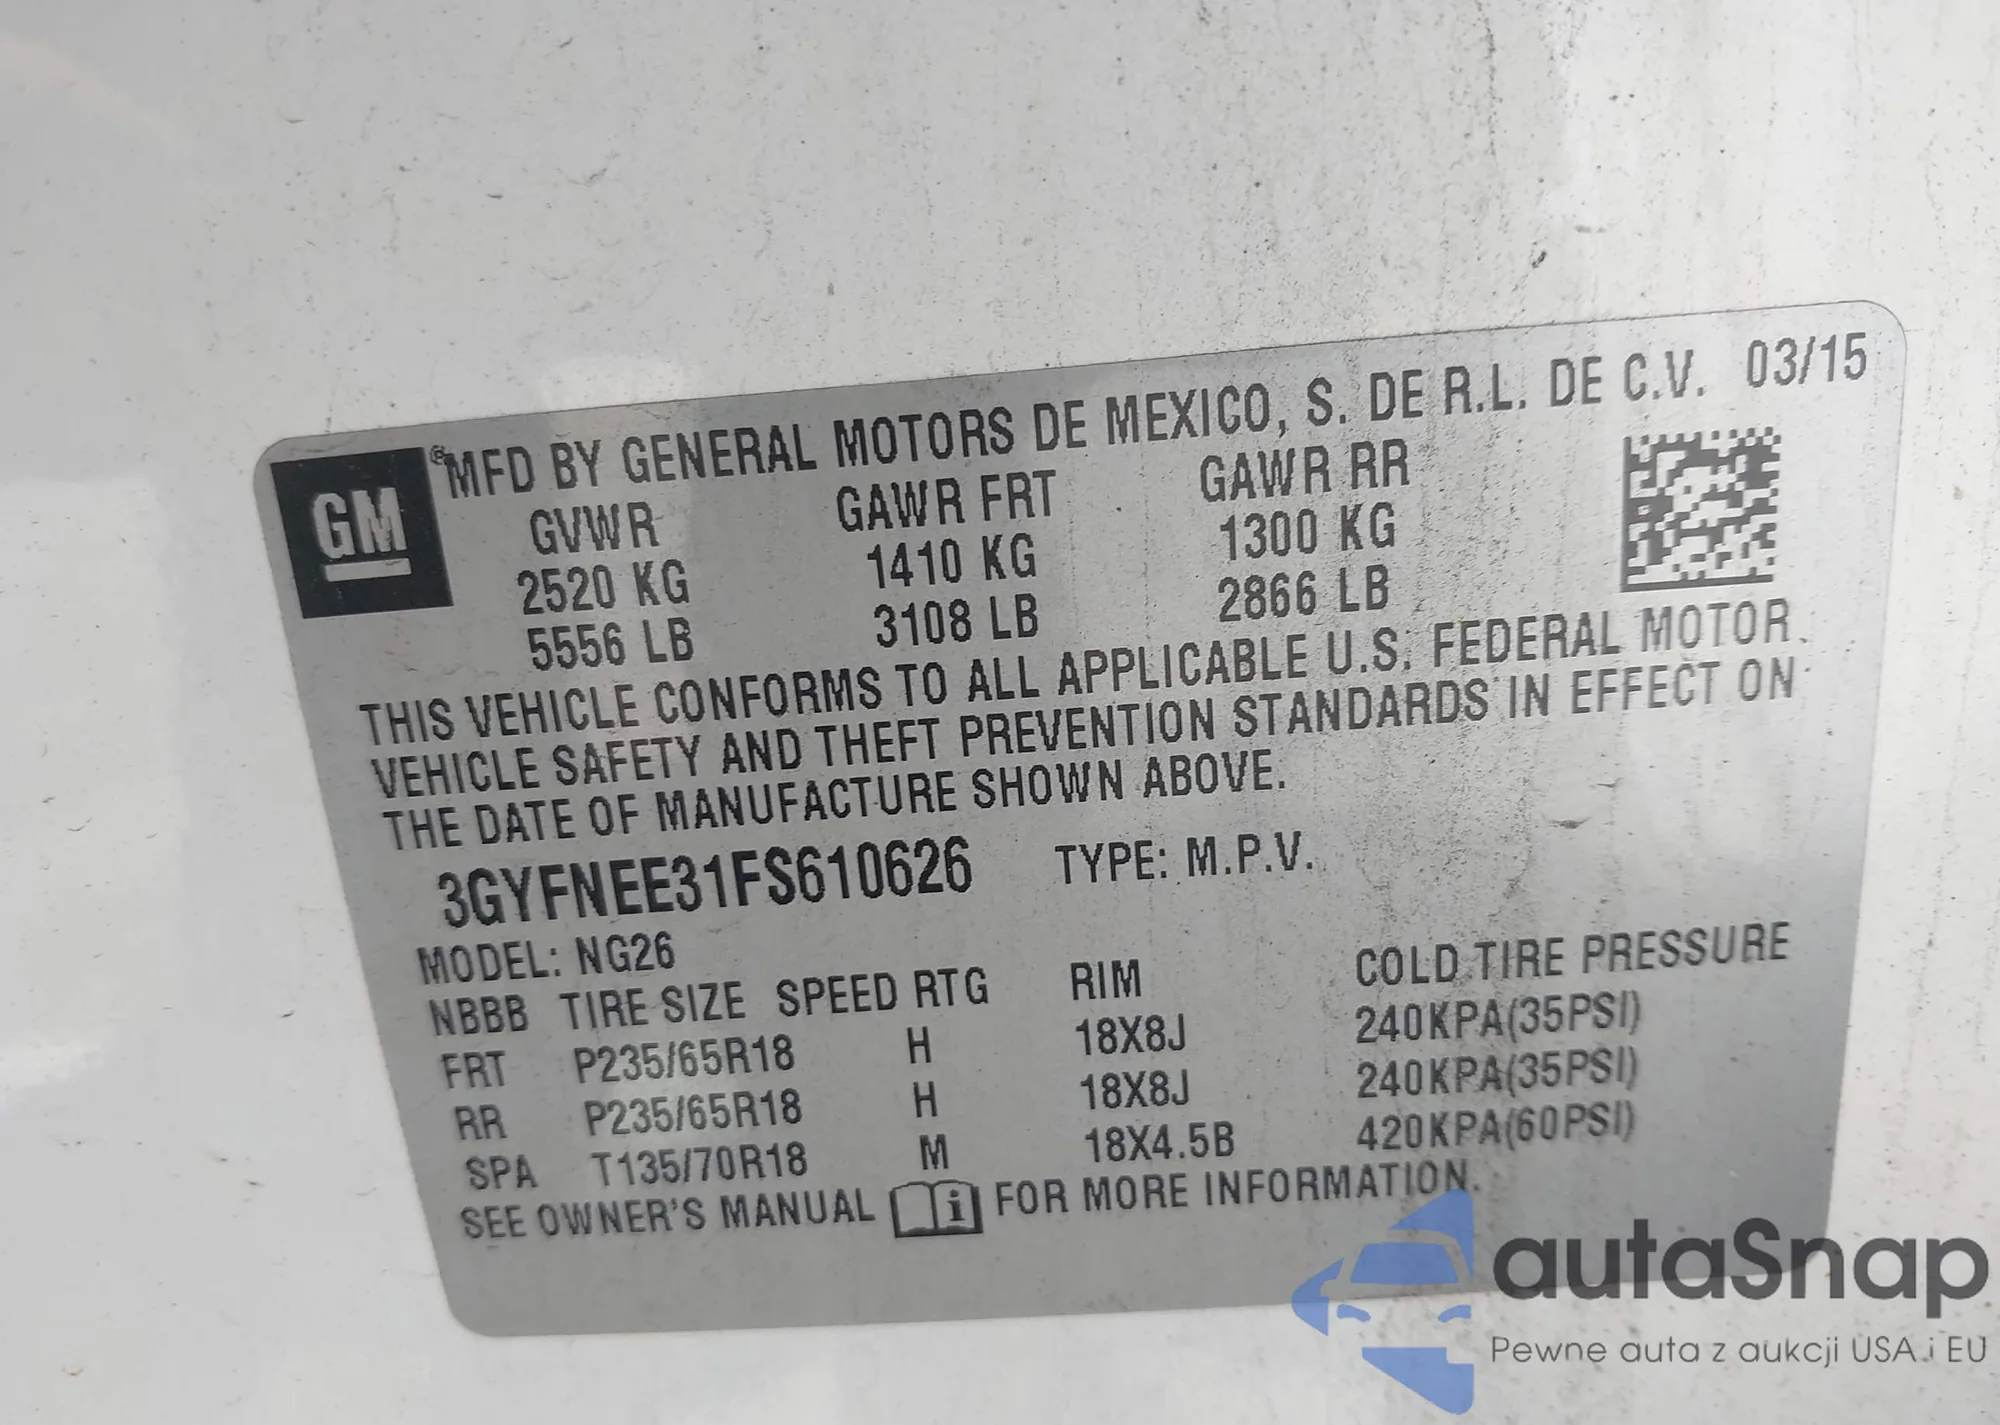 GM ® MFD BY GENERAL MOTORS DE MEXICO, S. DE R.L. DE C.V. 03/15
GVWR GAWR FRT GAWR RR
2520 KG 1410 KG 1300 KG
5556 LB 3108 LB 2866 LB
THIS VEHICLE CONFORMS TO ALL APPLICABLE U.S. FEDERAL MOTOR
VEHICLE SAFETY AND THEFT PREVENTION STANDARDS IN EFFECT ON
THE DATE OF MANUFACTURE SHOWN ABOVE.
3GYFNEE31FS610626 TYPE: M.P.V.
MODEL: NG26
NBBB TIRE SIZE SPEED RTG RIM COLD TIRE PRESSURE
FRT P235/65R18 H 18X8J 240KPA(35PSI)
RR P235/65R18 H 18X8J 240KPA(35PSI)
SPA T135/70R18 M 18X4.5B 420KPA(60PSI)
SEE OWNER'S MANUAL i FOR MORE INFORMATION.
autaSnap
Pewne auta z aukcji USA i EU